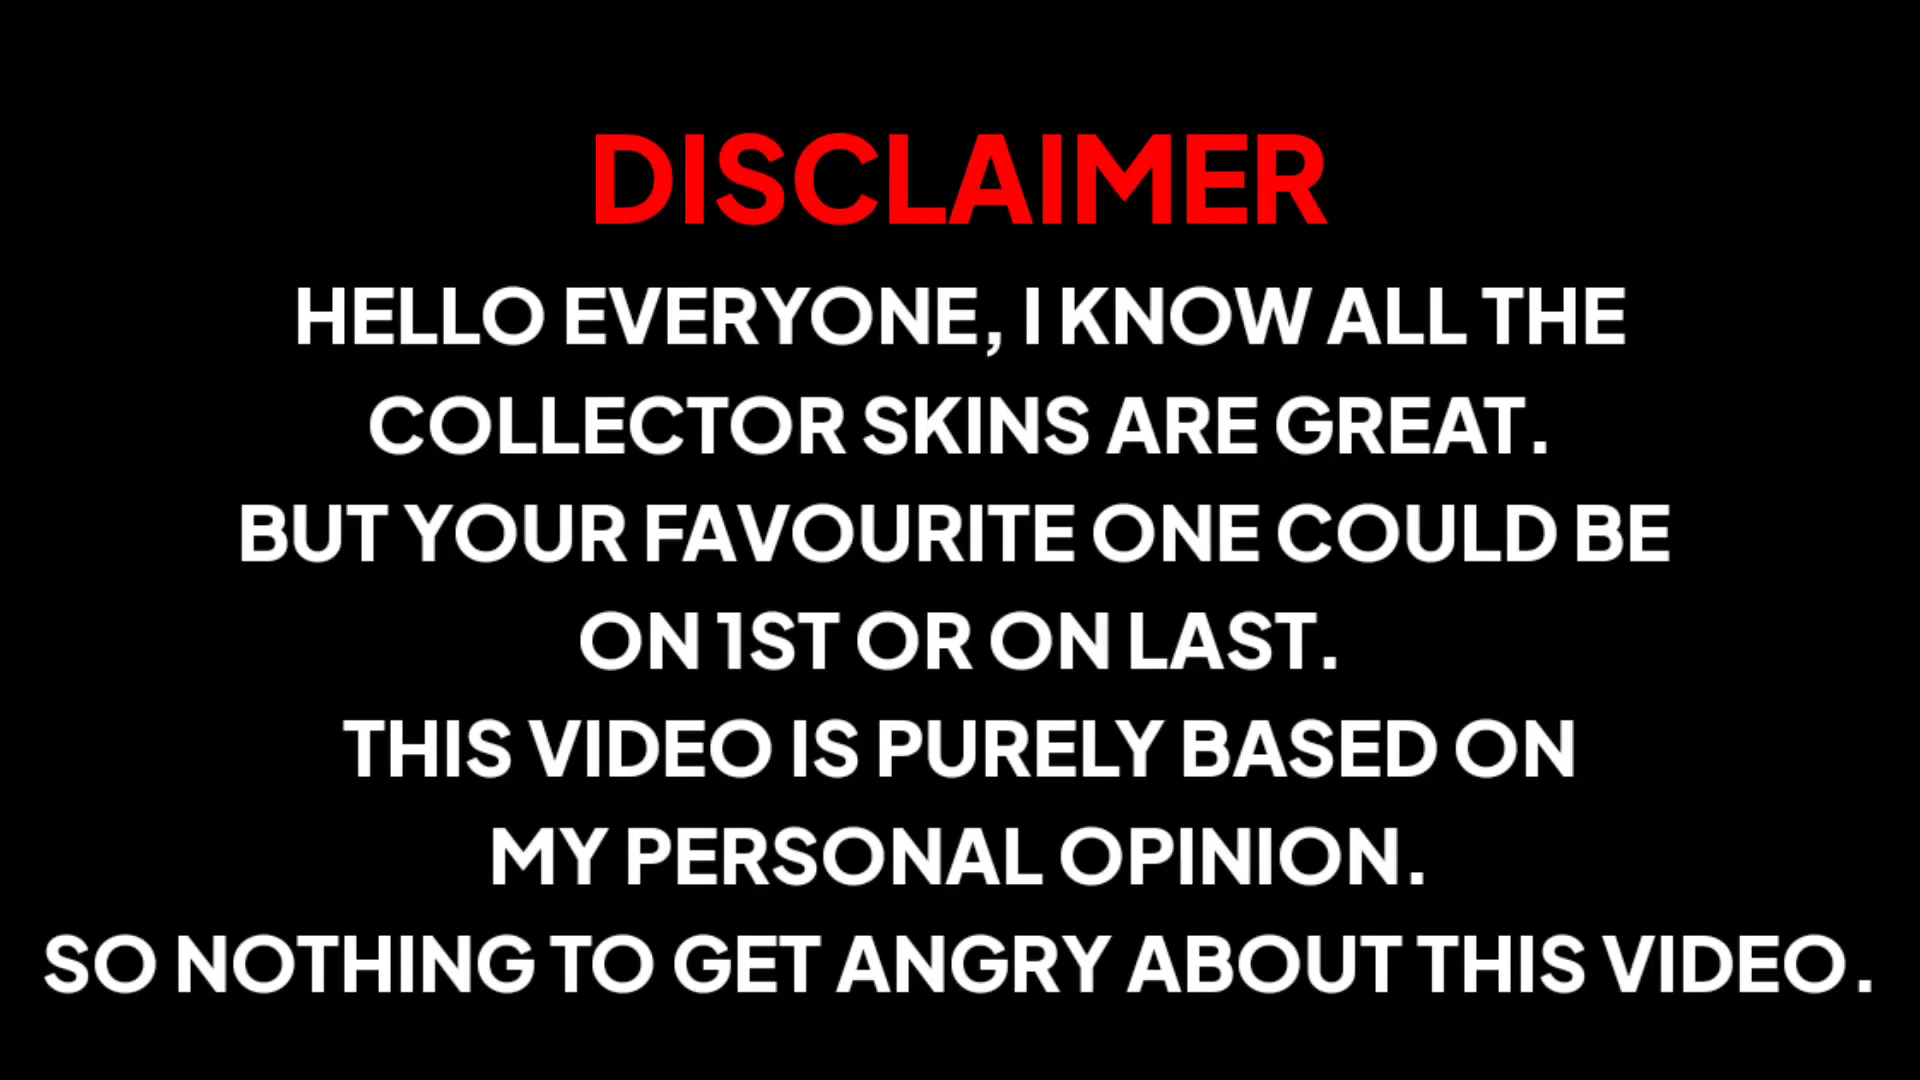 DISCLAIMER
HELLO EVERYONE, I KNOW ALL THE
COLLECTOR SKINS ARE GREAT.
BUT YOUR FAVOURITE ONE COULD BE
ON 1ST OR ON LAST.
THIS VIDEO IS PURELY BASED ON
MY PERSONAL OPINION.
SO NOTHING TO GET ANGRY ABOUT THIS VIDEO.